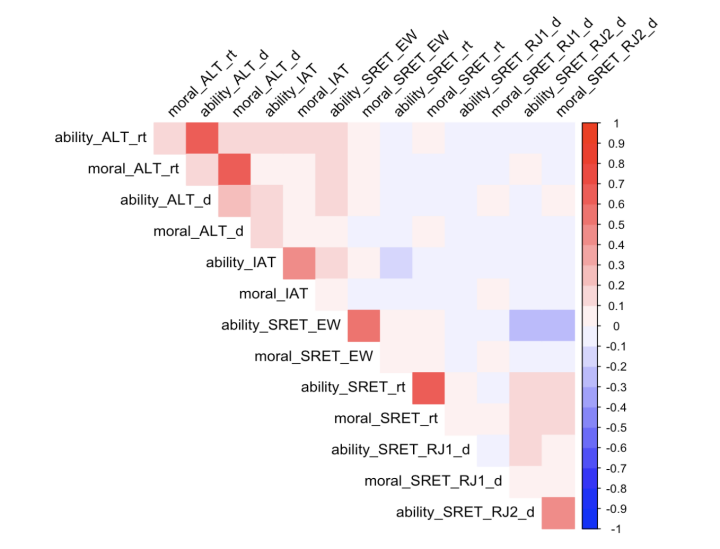 moral_ALT_rt
ability_ALT_d
moral_ALT_d
ability_IAT
moral_IAT
ability_SRET_EW
moral_SRET_EW
ability_SRET_rt
moral_SRET_rt
ability_SRET_RJ1_d
moral_SRET_RJ1_d
ability_SRET_RJ2_d
moral_SRET_RJ2_d
ability_ALT_rt
moral_ALT_rt
ability_ALT_d
moral_ALT_d
ability_IAT
moral_IAT
ability_SRET_EW
moral_SRET_EW
ability_SRET_rt
moral_SRET_rt
ability_SRET_RJ1_d
moral_SRET_RJ1_d
ability_SRET_RJ2_d
1
0.9
0.8
0.7
0.6
0.5
0.4
0.3
0.2
0.1
0
-0.1
-0.2
-0.3
-0.4
-0.5
-0.6
-0.7
-0.8
-0.9
-1